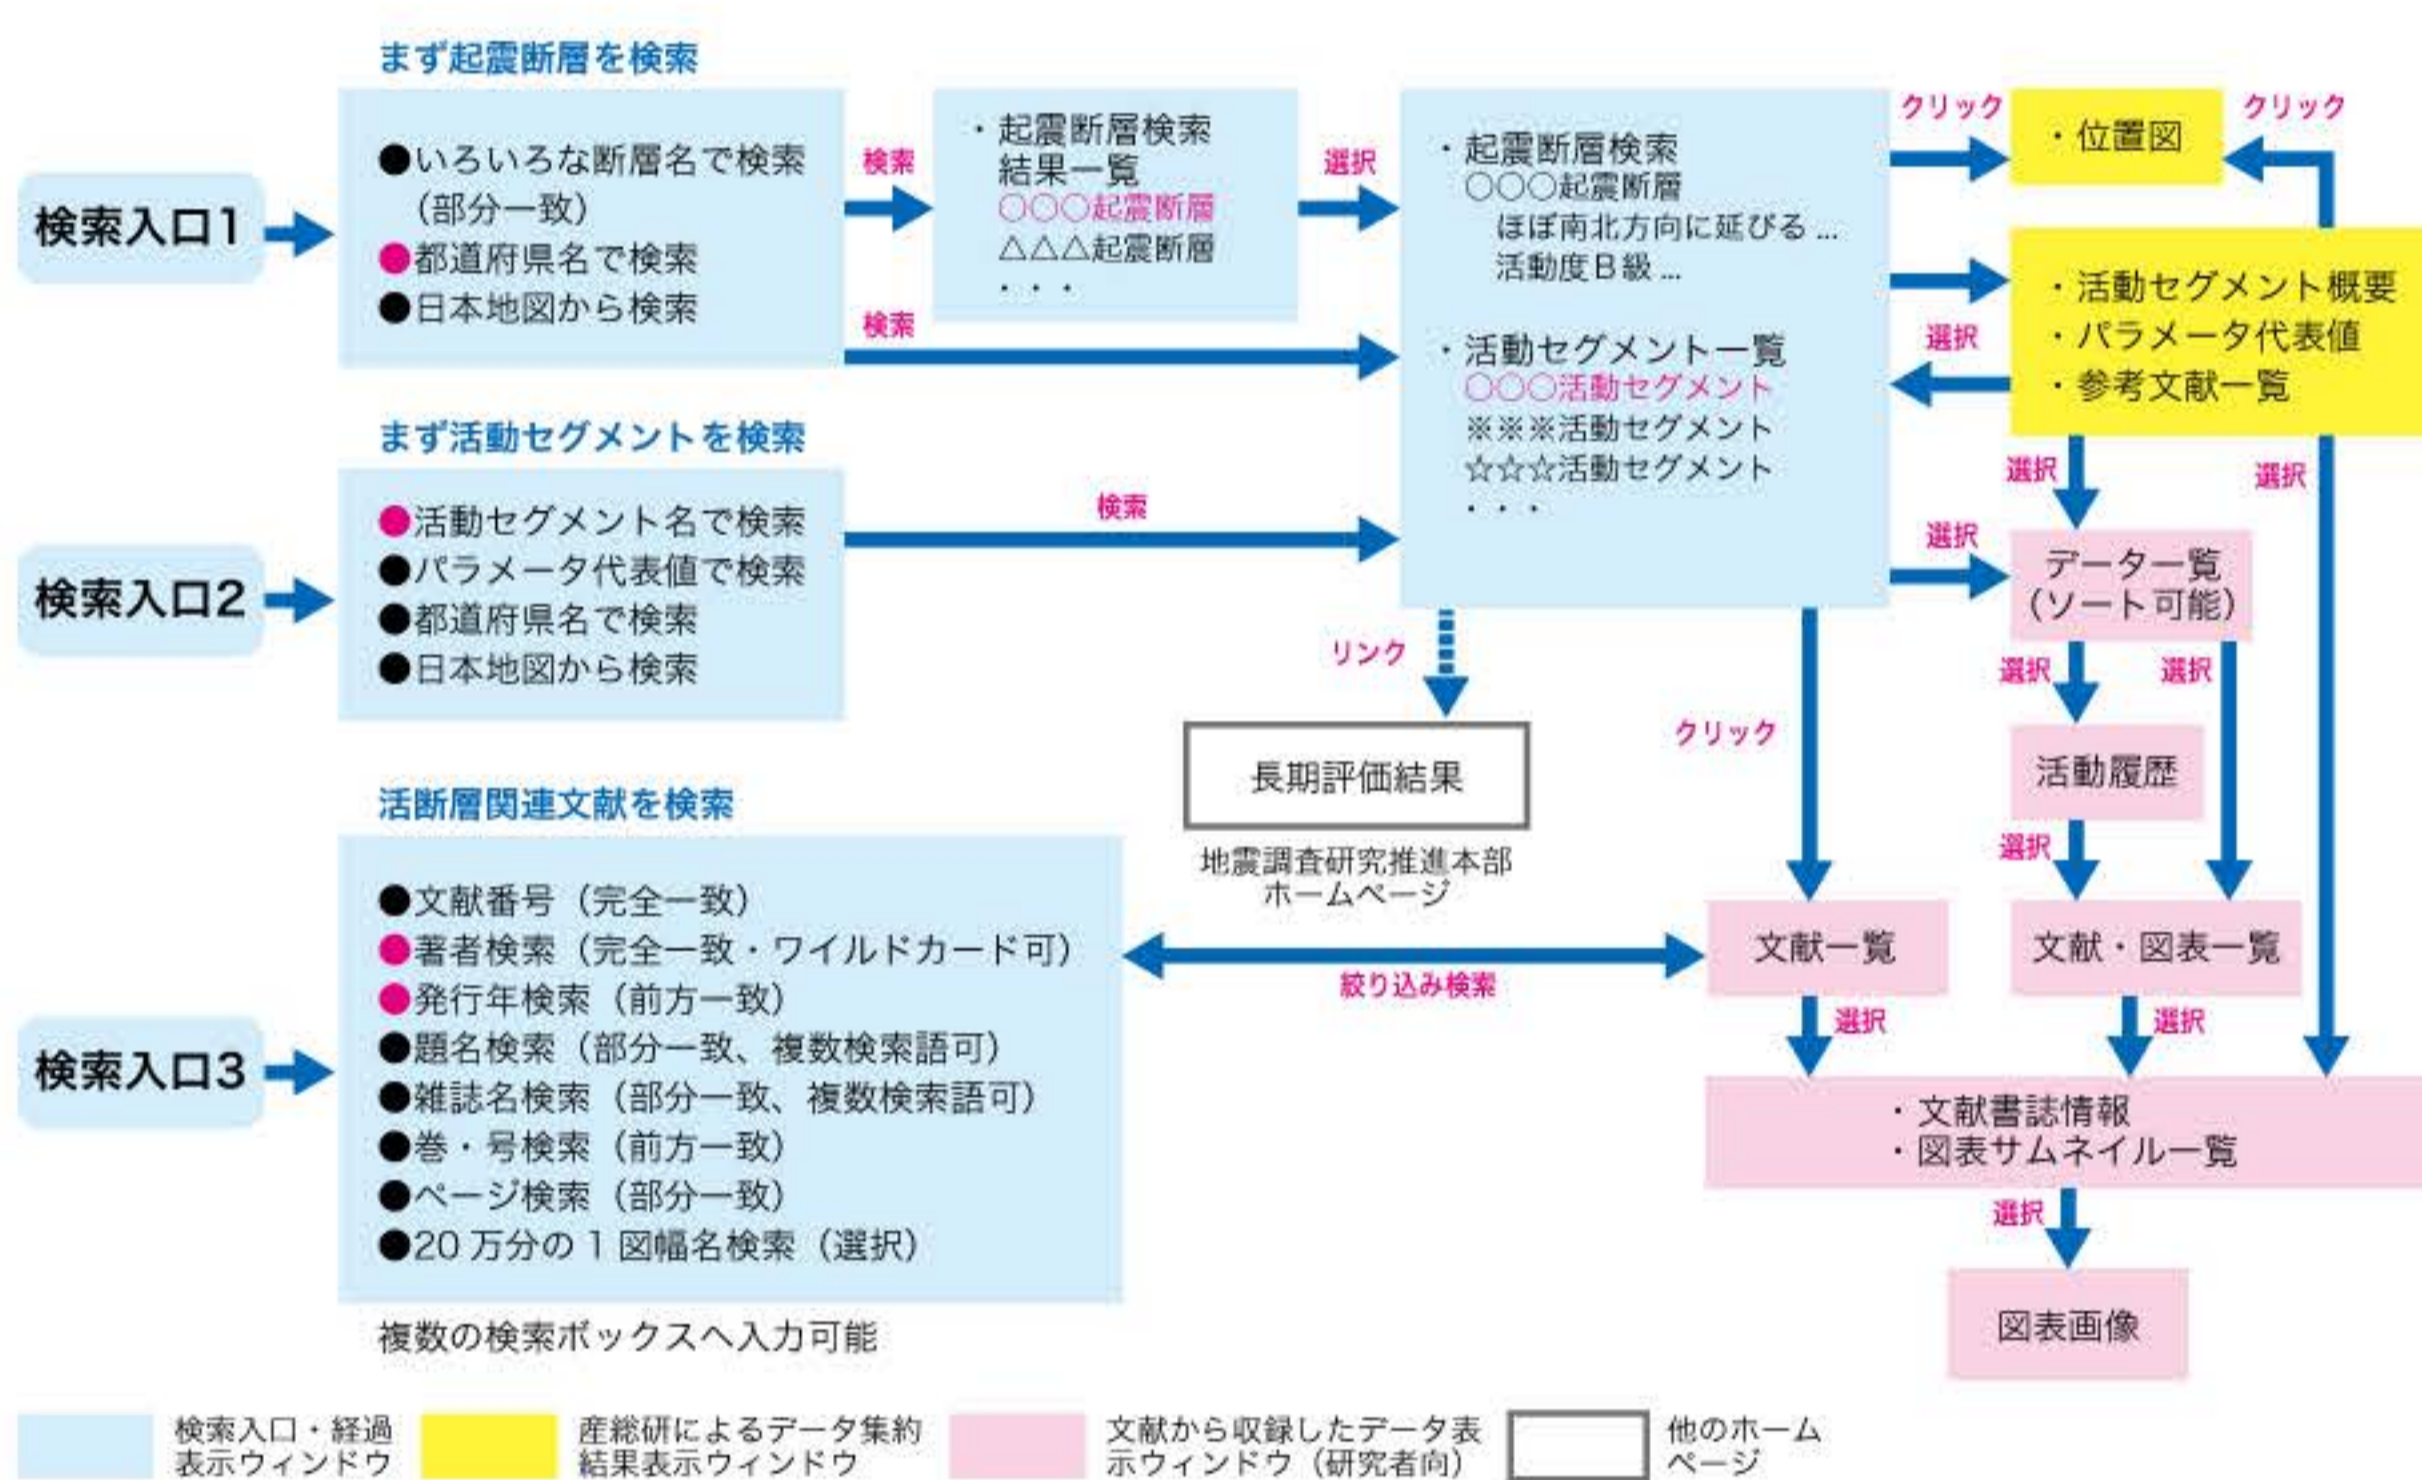 まず起震断層を検索
検索入口1
●いろいろな断層名で検索
（部分一致）
●都道府県名で検索
●日本地図から検索
検索
検索
・起震断層検索
結果一覧
○○○起震断層
△△△起震断層
・・・
選択
・起震断層検索
○○○起震断層
ほぼ南北方向に延びる...
活動度B級...
・活動セグメント一覧
○○○活動セグメント
※※※活動セグメント
☆☆☆活動セグメント
・・・
クリック
・位置図
クリック
・活動セグメント概要
・パラメータ代表値
・参考文献一覧
選択
選択
選択
選択
データ一覧
（ソート可能）
選択
選択
活動履歴
選択
文献・図表一覧
選択
まず活動セグメントを検索
検索入口2
●活動セグメント名で検索
●パラメータ代表値で検索
●都道府県名で検索
●日本地図から検索
検索
リンク
長期評価結果
地震調査研究推進本部
ホームページ
クリック
文献一覧
選択
活断層関連文献を検索
検索入口3
●文献番号（完全一致）
●著者検索（完全一致・ワイルドカード可）
●発行年検索（前方一致）
●題名検索（部分一致、複数検索語可）
●雑誌名検索（部分一致、複数検索語可）
●巻・号検索（前方一致）
●ページ検索（部分一致）
●20万分の1図幅名検索（選択）
複数の検索ボックスへ入力可能
絞り込み検索
・文献書誌情報
・図表サムネイル一覧
選択
図表画像
検索入口・経過
表示ウィンドウ
産総研によるデータ集約
結果表示ウィンドウ
文献から収録したデータ表
示ウィンドウ（研究者向）
他のホーム
ページ